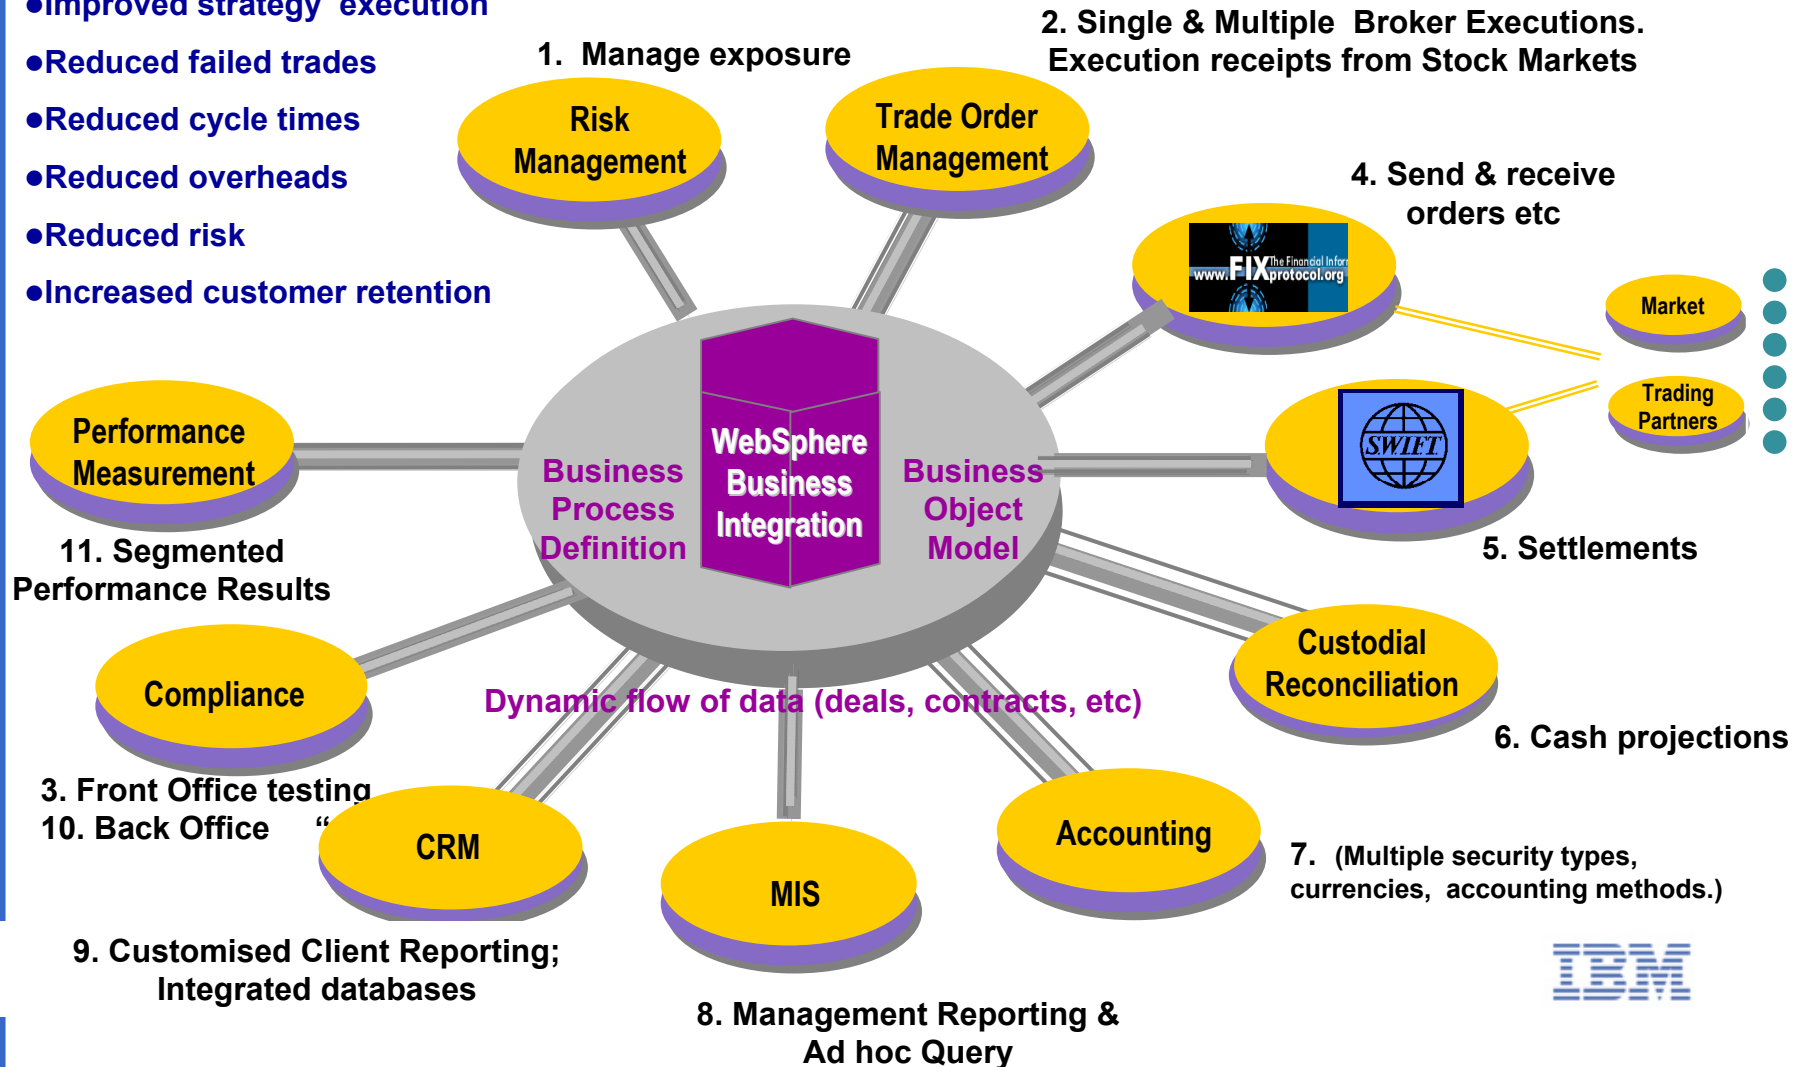 ●Improved strategy execution
●Reduced failed trades
●Reduced cycle times
●Reduced overheads
●Reduced risk
●Increased customer retention
1. Manage exposure
Risk
Management
2. Single & Multiple Broker Executions.
Execution receipts from Stock Markets
Trade Order
Management
4. Send & receive
orders etc
The Financial Infor
www.FIXprotocol.org
Market
Trading
Partners
S.W.I.F.T.
5. Settlements
Performance
Measurement
11. Segmented
Performance Results
Business
Process
Definition
WebSphere
Business
Integration
Business
Object
Model
Dynamic flow of data (deals, contracts, etc)
Custodial
Reconciliation
6. Cash projections
Compliance
3. Front Office testing
10. Back Office “
CRM
9. Customised Client Reporting;
Integrated databases
MIS
8. Management Reporting &
Ad hoc Query
Accounting
7. (Multiple security types,
currencies, accounting methods.)
IBM